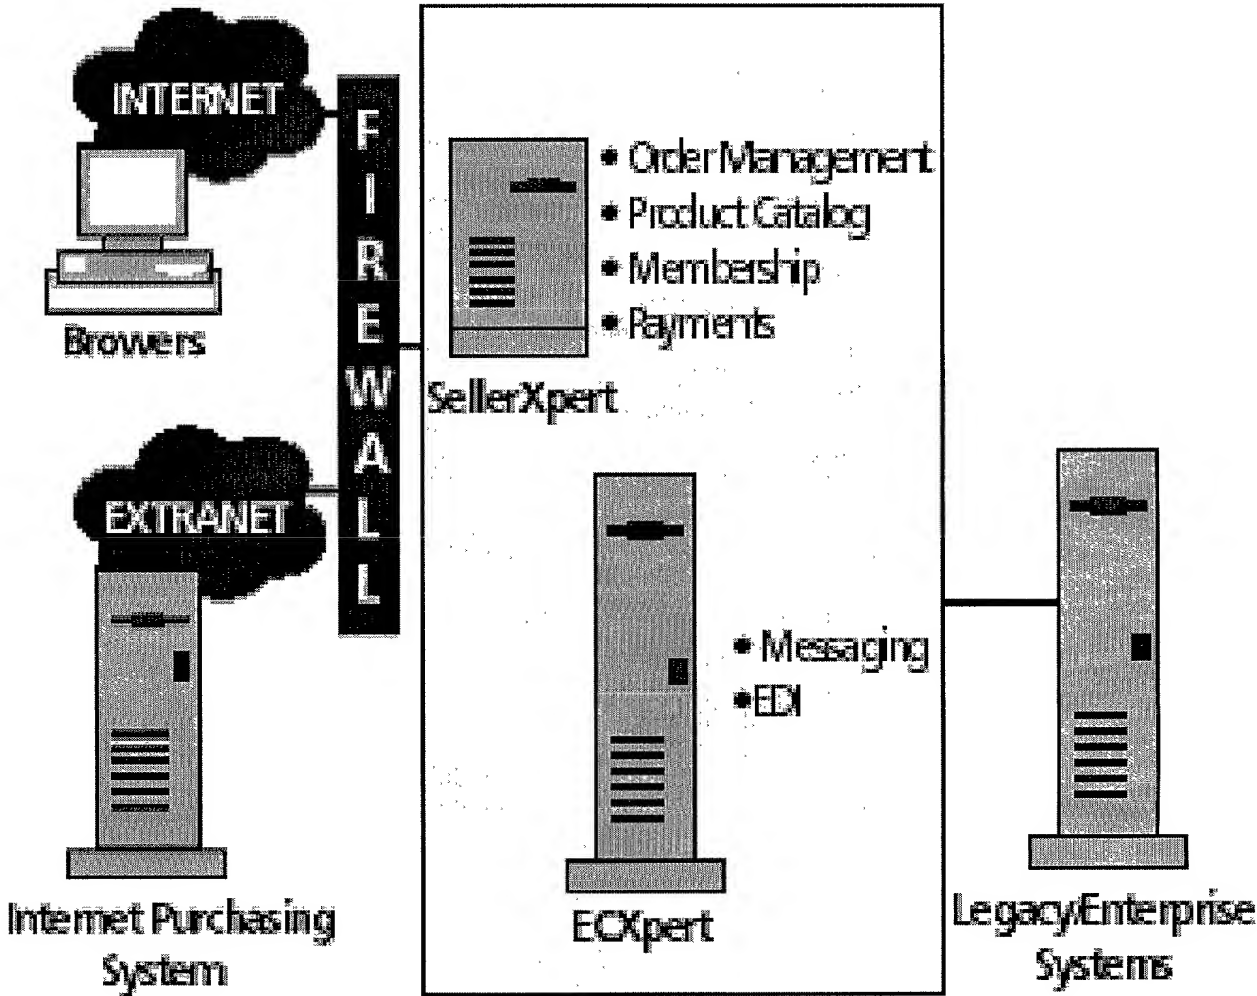 INTERNET
Browers
FIREWALL
• Order Management
• Product Catalog
• Membership
• Payments
SellerXpert
EXTRANET
Internet Purchasing
System
• Messaging
• EDI
ECXpert
Legacy/Enterprise
Systems